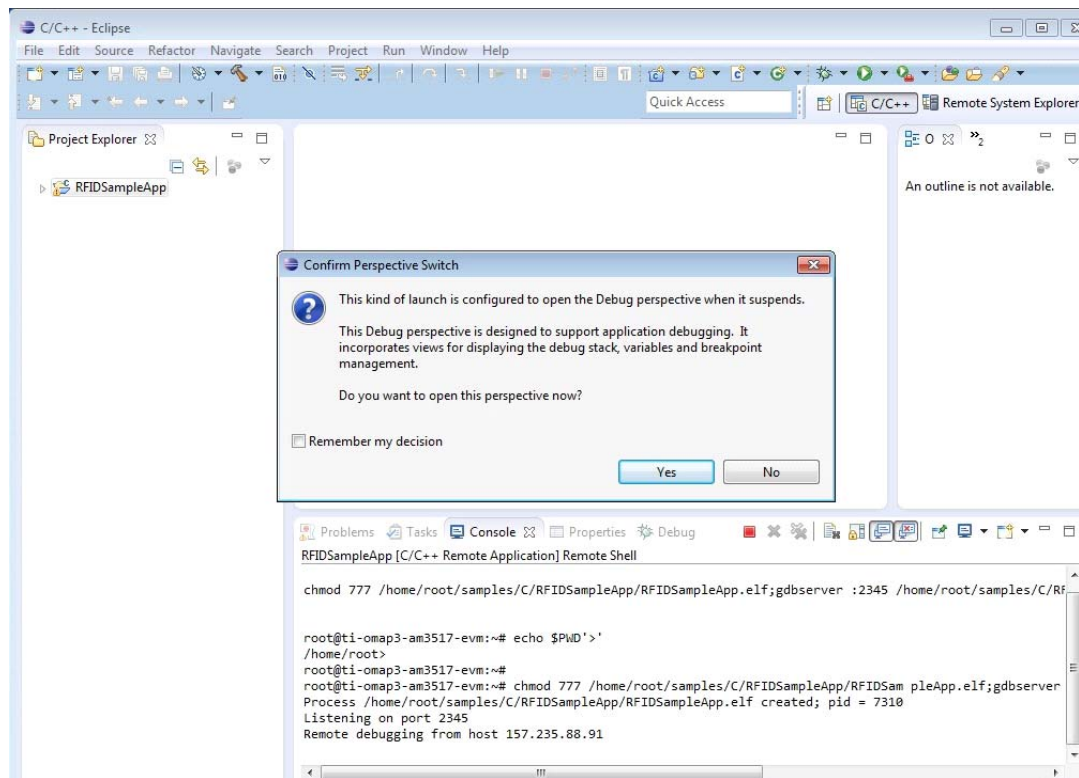 C/C++ - Eclipse
File Edit Source Refactor Navigate Search Project Run Window Help
Quick Access
C/C++
Remote System Explorer
Project Explorer
RFIDSampleApp
O
»2
An outline is not available.
Confirm Perspective Switch
This kind of launch is configured to open the Debug perspective when it suspends.
This Debug perspective is designed to support application debugging. It
incorporates views for displaying the debug stack, variables and breakpoint
management.
Do you want to open this perspective now?
Remember my decision
Yes No
Problems Tasks Console Properties Debug
RFIDSampleApp [C/C++ Remote Application] Remote Shell
chmod 777 /home/root/samples/C/RFIDSampleApp/RFIDSampleApp.elf;gdbserver :2345 /home/root/samples/C/RF
root@ti-omap3-am3517-evm:~# echo $PWD'>'
/home/root>
root@ti-omap3-am3517-evm:~#
root@ti-omap3-am3517-evm:~# chmod 777 /home/root/samples/C/RFIDSampleApp/RFIDSam pleApp.elf;gdbserver
Process /home/root/samples/C/RFIDSampleApp/RFIDSampleApp.elf created; pid = 7310
Listening on port 2345
Remote debugging from host 157.235.88.91